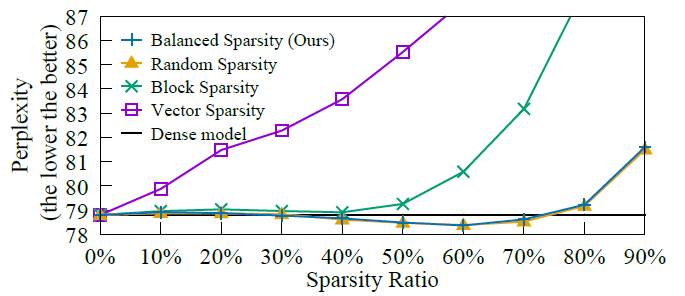 Perplexity
(the lower the better)
87
86
85
84
83
82
81
80
79
78
Balanced Sparsity (Ours)
Random Sparsity
Block Sparsity
Vector Sparsity
Dense model
0% 10% 20% 30% 40% 50% 60% 70% 80% 90%
Sparsity Ratio